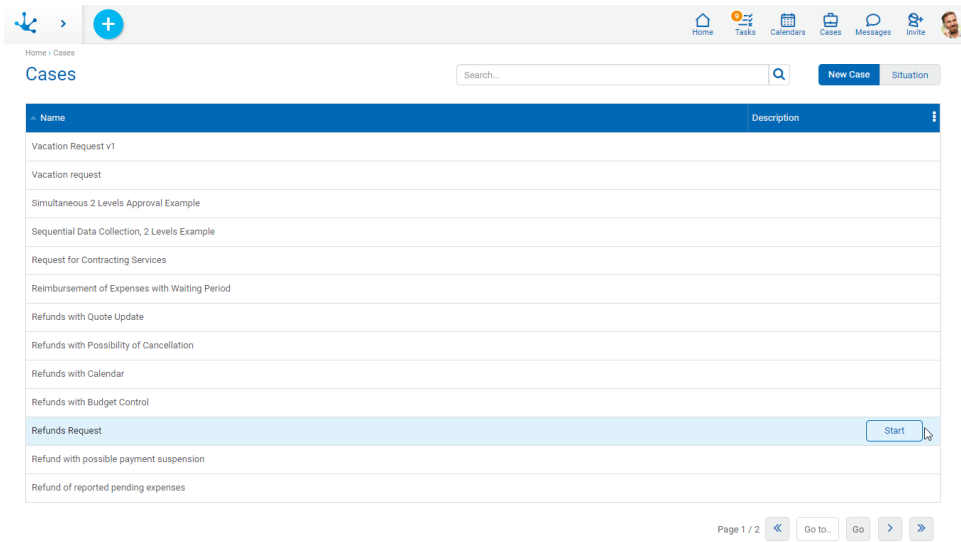 9
Home
Tasks
Calendars
Cases
Messages
Invite
Home › Cases
Cases
Search...
New Case
Situation
Name
Description
Vacation Request v1
Vacation request
Simultaneous 2 Levels Approval Example
Sequential Data Collection, 2 Levels Example
Request for Contracting Services
Reimbursement of Expenses with Waiting Period
Refunds with Quote Update
Refunds with Possibility of Cancellation
Refunds with Calendar
Refunds with Budget Control
Refunds Request
Start
Refund with possible payment suspension
Refund of reported pending expenses
Page 1 / 2
Go to..
Go